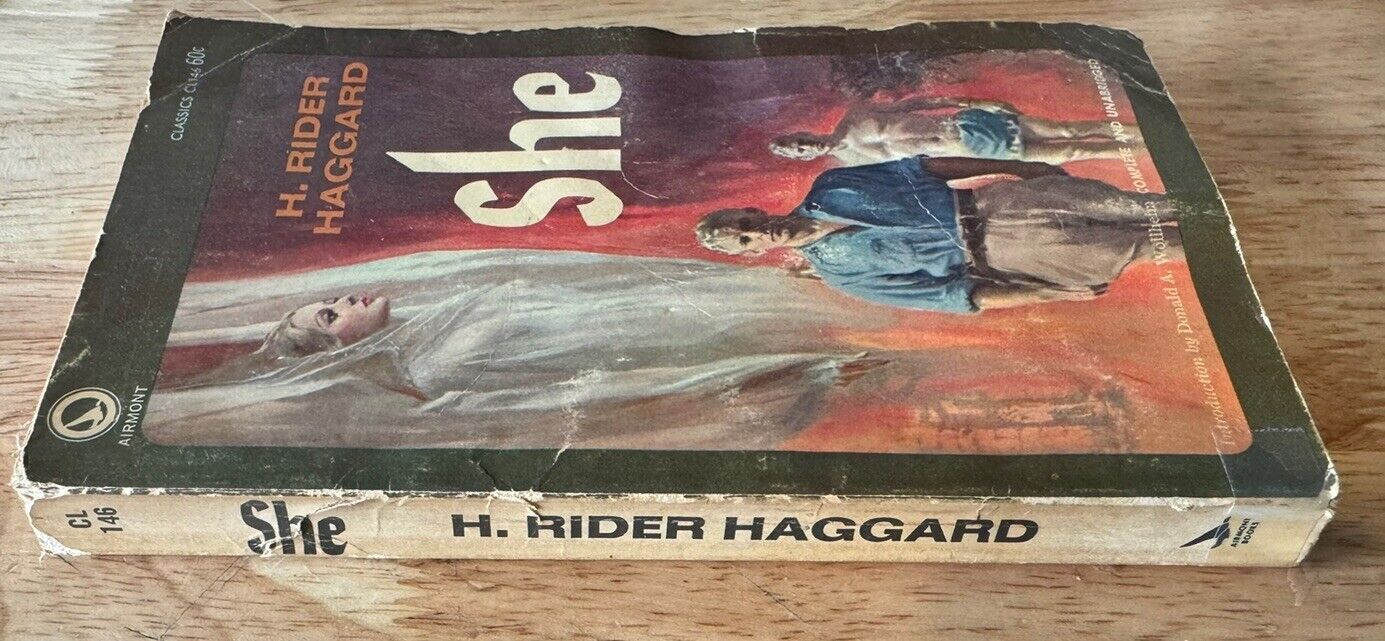 CLASSICS CL146 60c
H. RIDER
HAGGARD
She
COMPLETE AND UNABRIDGED
Introduction by Donald A. Wollheim
AIRMONT
CL
146
She
H. RIDER HAGGARD
AIRMONT
BOOKS